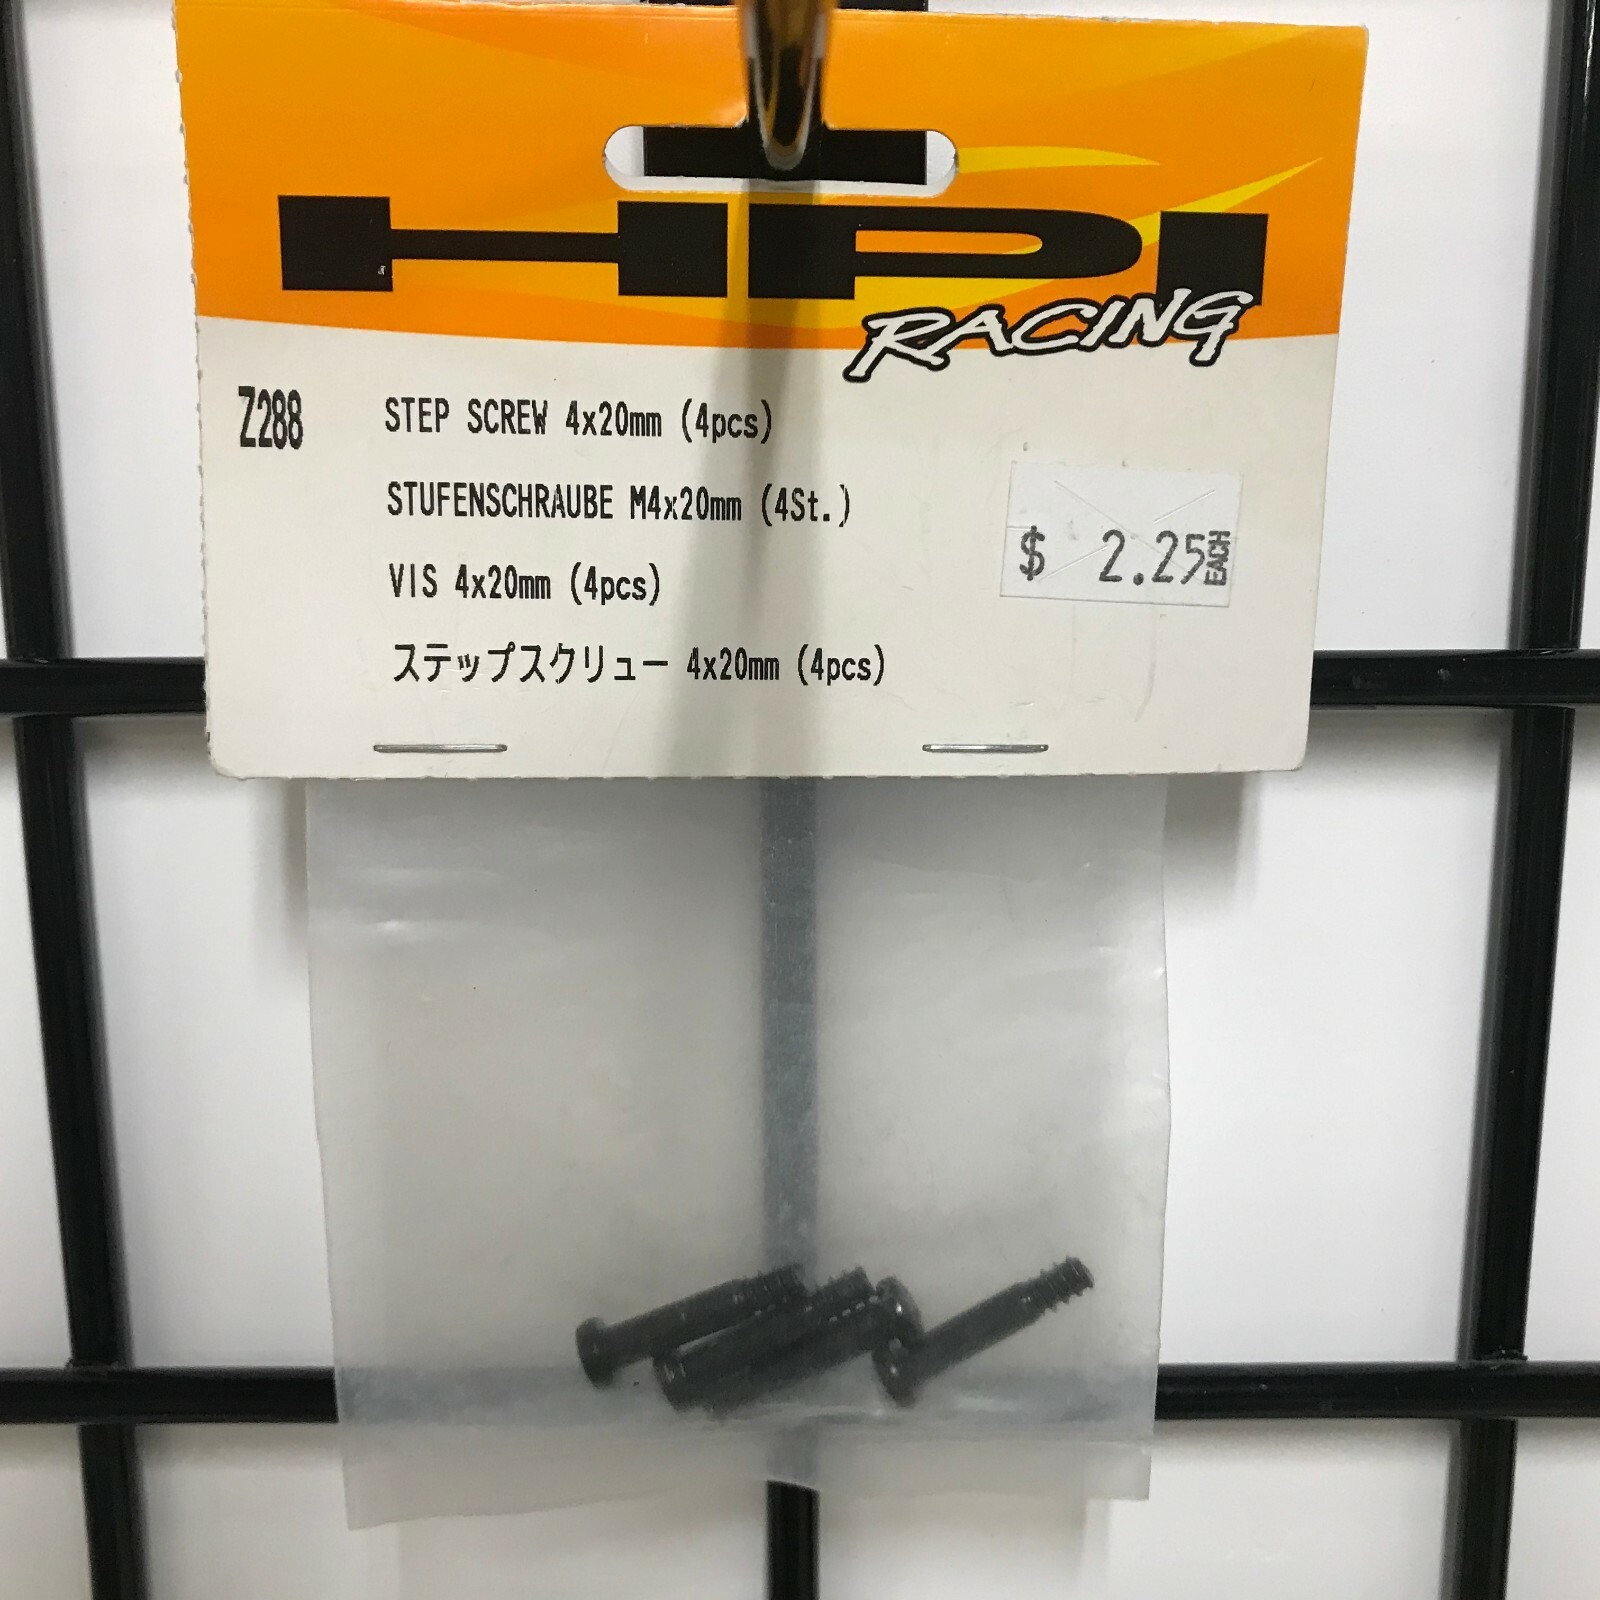 HPI
RACING
Z288
STEP SCREW 4x20mm (4pcs)
STUFENSCHRAUBE M4x20mm (4St.)
VIS 4x20mm (4pcs)
ステップスクリュー 4x20mm (4pcs)
$ 2.25 EACH